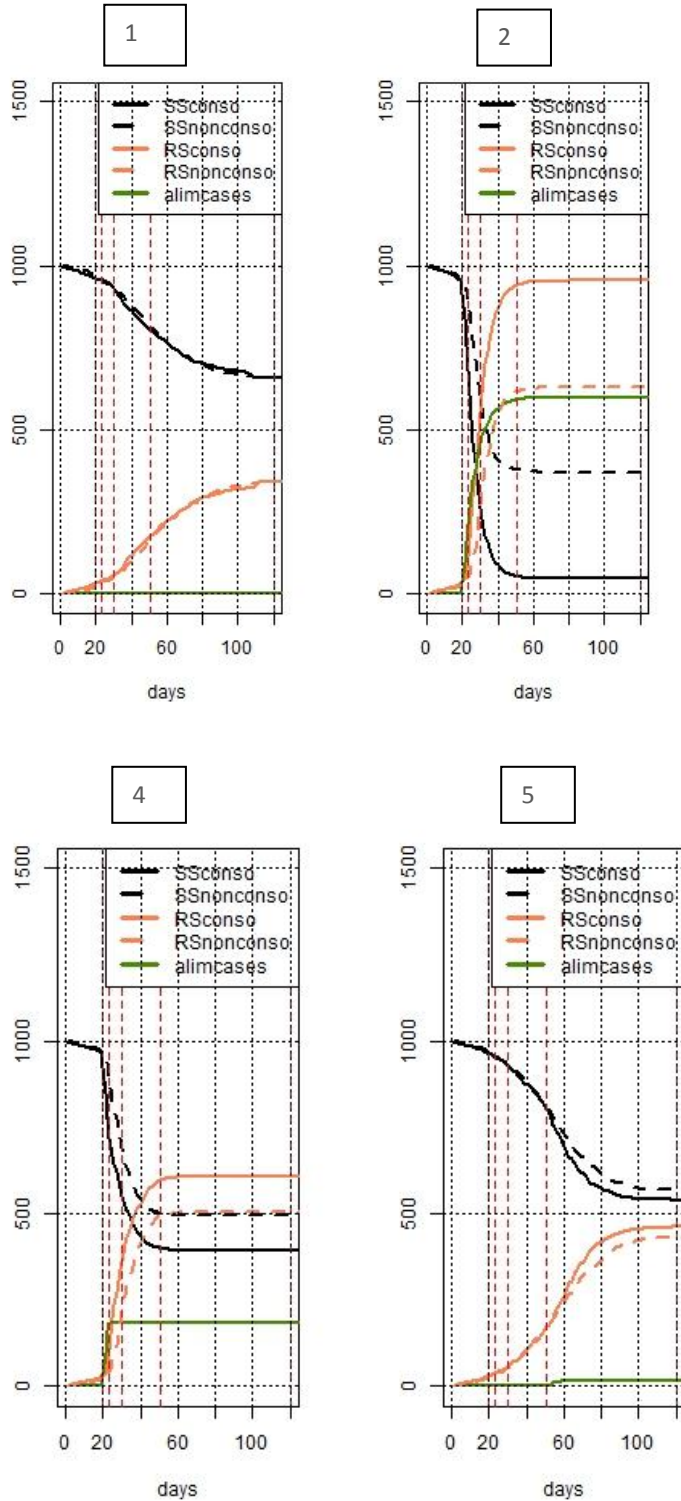 1
1500
1000
500
0
SSconso
SSnonconso
RSconso
RSnonconso
alimcases
0 20 60 100
days
2
1500
1000
500
0
SSconso
SSnonconso
RSconso
RSnonconso
alimcases
0 20 60 100
days
4
1500
1000
500
0
SSconso
SSnonconso
RSconso
RSnonconso
alimcases
0 20 60 100
days
5
1500
1000
500
0
SSconso
SSnonconso
RSconso
RSnonconso
alimcases
0 20 60 100
days